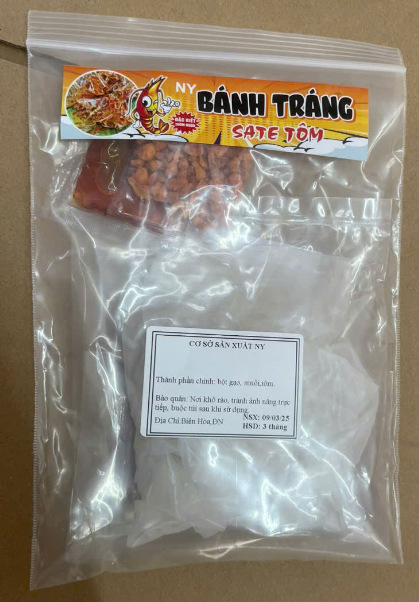 NY
BÁNH TRÁNG
SATE TÔM
ĐẶC BIỆT
CƠ SỞ SẢN XUẤT NY
Thành phần chính: bột gạo, muối,tôm.
Bảo quản: Nơi khô ráo, tránh ánh nắng trực
tiếp, buộc túi sau khi sử dụng.
NSX: 09/03/25
Địa Chỉ:Biên Hòa,ĐN
HSD: 3 tháng